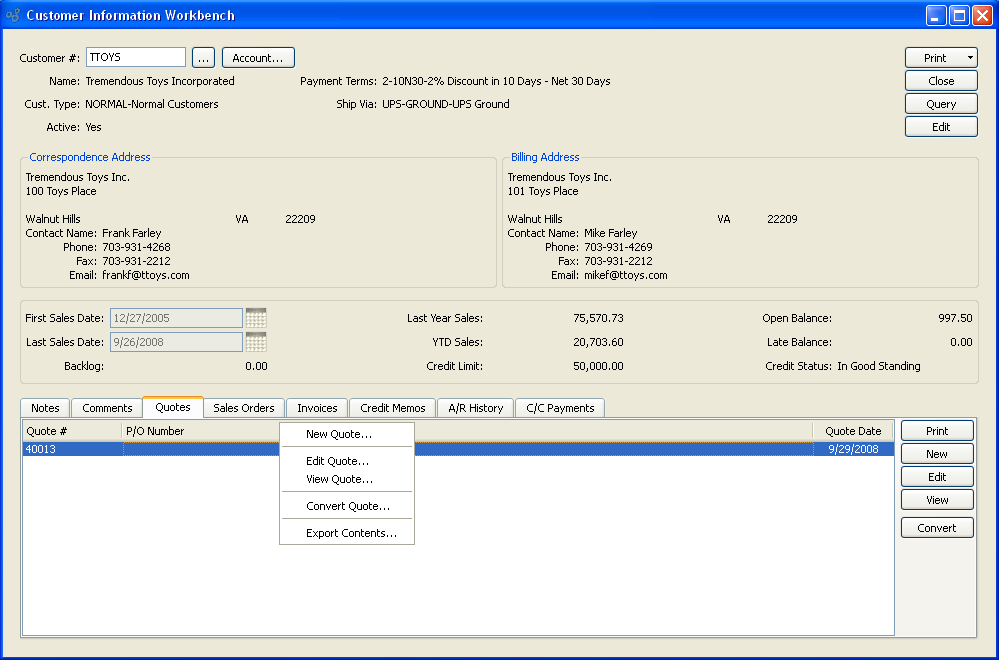 Customer Information Workbench
Customer #: TTOYS ... Account... Print
Name: Tremendous Toys Incorporated Payment Terms: 2-10N30-2% Discount in 10 Days - Net 30 Days Close
Cust. Type: NORMAL-Normal Customers Ship Via: UPS-GROUND-UPS Ground Query
Active: Yes Edit
Correspondence Address
Tremendous Toys Inc.
100 Toys Place
Walnut Hills VA 22209
Contact Name: Frank Farley
Phone: 703-931-4268
Fax: 703-931-2212
Email: frankf@ttoys.com
Billing Address
Tremendous Toys Inc.
101 Toys Place
Walnut Hills VA 22209
Contact Name: Mike Farley
Phone: 703-931-4269
Fax: 703-931-2212
Email: mikef@ttoys.com
First Sales Date: 12/27/2005 Last Year Sales: 75,570.73 Open Balance: 997.50
Last Sales Date: 9/26/2008 YTD Sales: 20,703.60 Late Balance: 0.00
Backlog: 0.00 Credit Limit: 50,000.00 Credit Status: In Good Standing
Notes Comments Quotes Sales Orders Invoices Credit Memos A/R History C/C Payments
Quote # P/O Number Quote Date
40013 9/29/2008
New Quote...
Edit Quote...
View Quote...
Convert Quote...
Export Contents...
Print
New
Edit
View
Convert